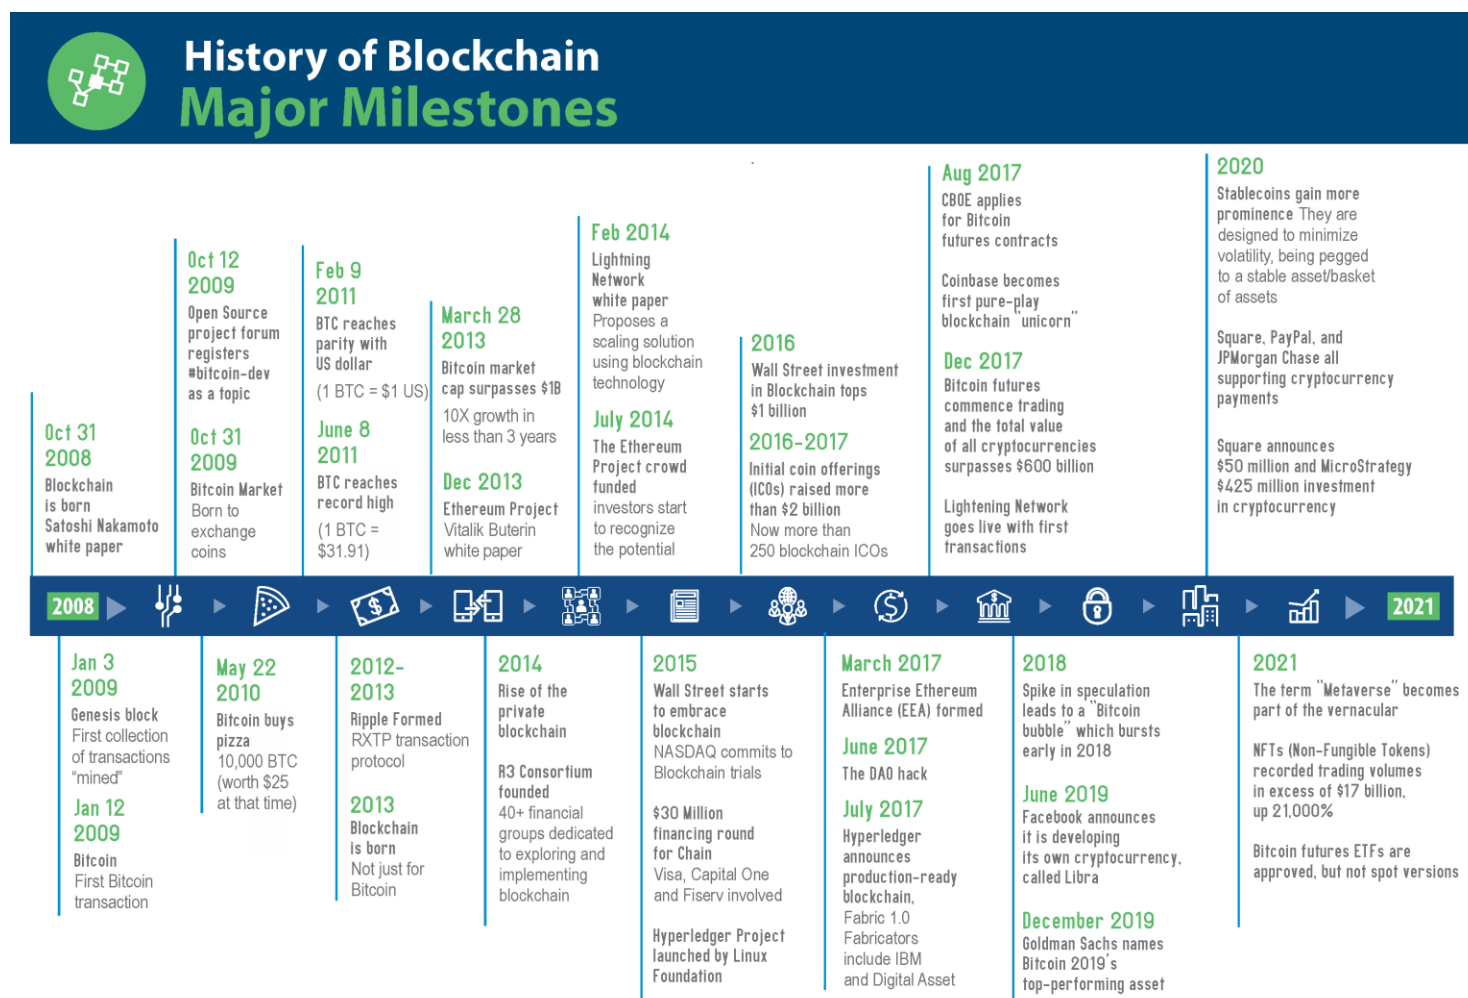 History of Blockchain
Major Milestones
Oct 31
2008
Blockchain
is born
Satoshi Nakamoto
white paper
Oct 12
2009
Open Source
project forum
registers
#bitcoin-dev
as a topic
Oct 31
2009
Bitcoin Market
Born to
exchange
coins
Feb 9
2011
BTC reaches
parity with
US dollar
(1 BTC = $1 US)
June 8
2011
BTC reaches
record high
(1 BTC =
$31.91)
March 28
2013
Bitcoin market
cap surpasses $1B
10X growth in
less than 3 years
Dec 2013
Ethereum Project
Vitalik Buterin
white paper
Feb 2014
Lightning
Network
white paper
Proposes a
scaling solution
using blockchain
technology
July 2014
The Ethereum
Project crowd
funded
investors start
to recognize
the potential
2016
Wall Street investment
in Blockchain tops
$1 billion
2016-2017
Initial coin offerings
(ICOs) raised more
than $2 billion
Now more than
250 blockchain ICOs
Aug 2017
CBOE applies
for Bitcoin
futures contracts
Coinbase becomes
first pure-play
blockchain "unicorn"
Dec 2017
Bitcoin futures
commence trading
and the total value
of all cryptocurrencies
surpasses $600 billion
Lightening Network
goes live with first
transactions
2020
Stablecoins gain more
prominence They are
designed to minimize
volatility, being pegged
to a stable asset/basket
of assets
Square, PayPal, and
JPMorgan Chase all
supporting cryptocurrency
payments
Square announces
$50 million and MicroStrategy
$425 million investment
in cryptocurrency
2008
2021
Jan 3
2009
Genesis block
First collection
of transactions
"mined"
Jan 12
2009
Bitcoin
First Bitcoin
transaction
May 22
2010
Bitcoin buys
pizza
10,000 BTC
(worth $25
at that time)
2012-
2013
Ripple Formed
RXTP transaction
protocol
2013
Blockchain
is born
Not just for
Bitcoin
2014
Rise of the
private
blockchain
R3 Consortium
founded
40+ financial
groups dedicated
to exploring and
implementing
blockchain
2015
Wall Street starts
to embrace
blockchain
NASDAQ commits to
Blockchain trials
$30 Million
financing round
for Chain
Visa, Capital One
and Fiserv involved
Hyperledger Project
launched by Linux
Foundation
March 2017
Enterprise Ethereum
Alliance (EEA) formed
June 2017
The DAO hack
July 2017
Hyperledger
announces
production-ready
blockchain,
Fabric 1.0
Fabricators
include IBM
and Digital Asset
2018
Spike in speculation
leads to a "Bitcoin
bubble" which bursts
early in 2018
June 2019
Facebook announces
it is developing
its own cryptocurrency,
called Libra
December 2019
Goldman Sachs names
Bitcoin 2019's
top-performing asset
2021
The term "Metaverse" becomes
part of the vernacular
NFTs (Non-Fungible Tokens)
recorded trading volumes
in excess of $17 billion,
up 21,000%
Bitcoin futures ETFs are
approved, but not spot versions